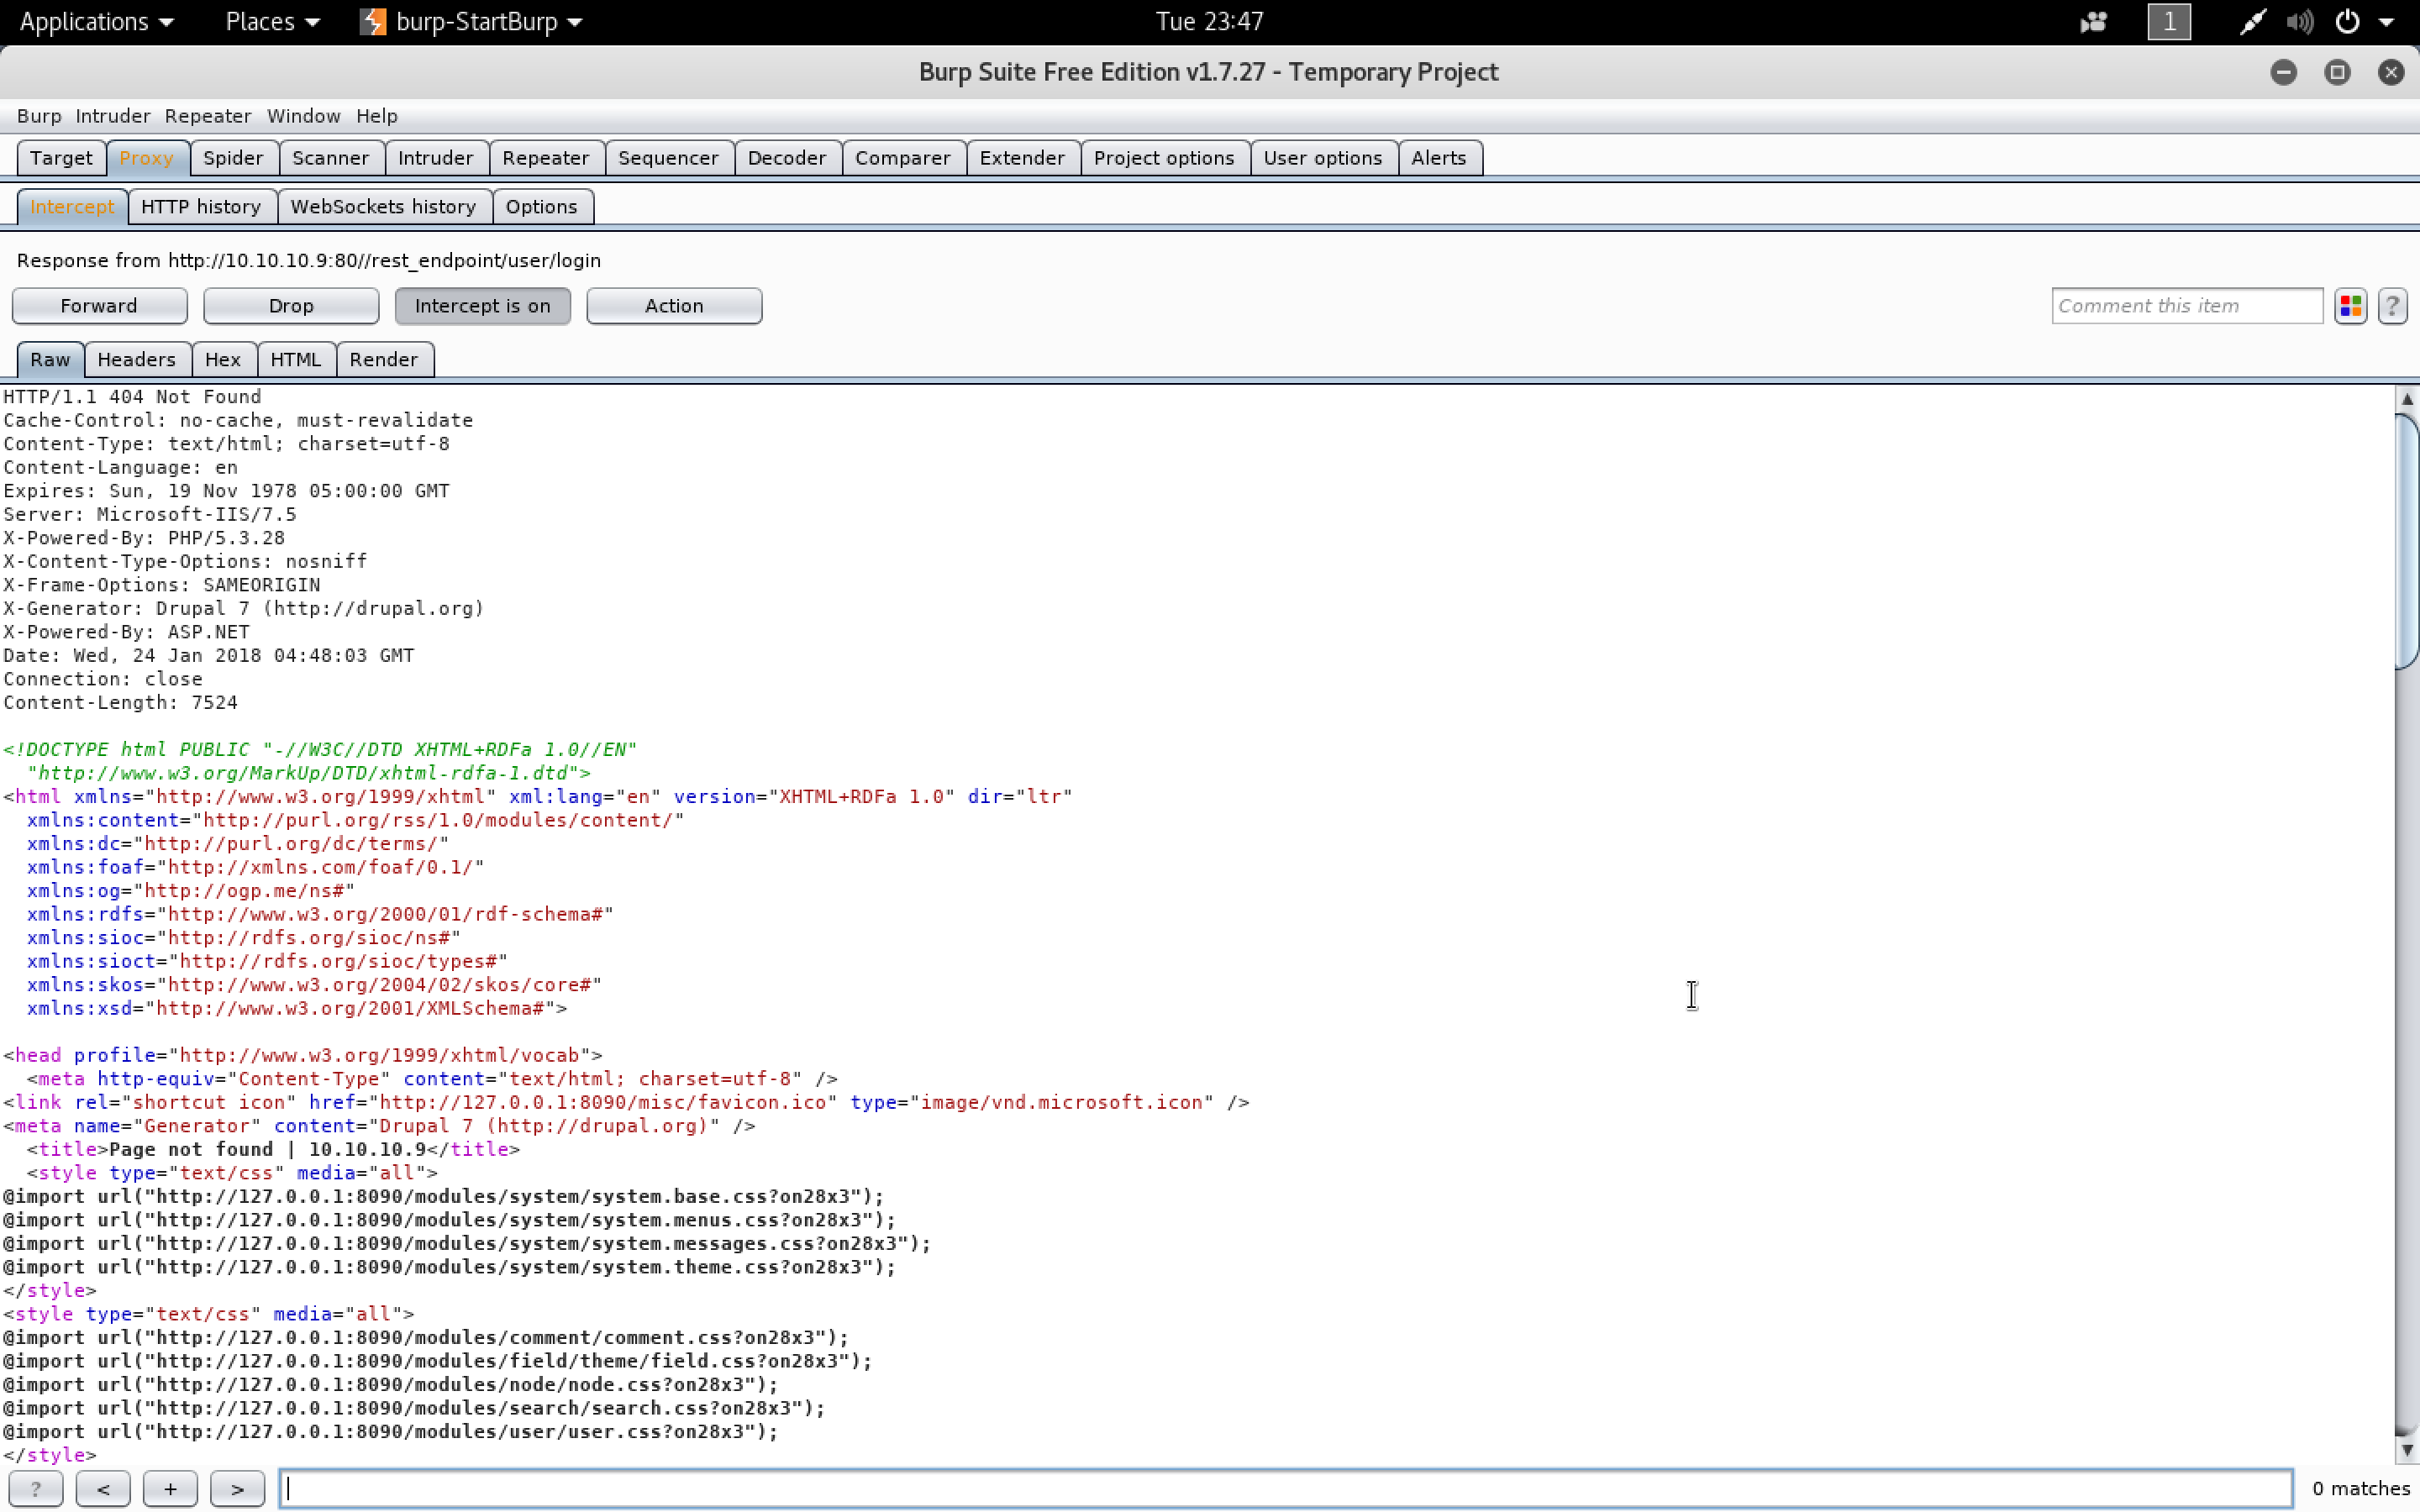 Applications Places burp-StartBurp Tue 23:47 1
Burp Suite Free Edition v1.7.27 - Temporary Project
Burp Intruder Repeater Window Help
Target Proxy Spider Scanner Intruder Repeater Sequencer Decoder Comparer Extender Project options User options Alerts
Intercept HTTP history WebSockets history Options
Response from http://10.10.10.9:80//rest_endpoint/user/login
Forward Drop Intercept is on Action Comment this item ?
Raw Headers Hex HTML Render
HTTP/1.1 404 Not Found
Cache-Control: no-cache, must-revalidate
Content-Type: text/html; charset=utf-8
Content-Language: en
Expires: Sun, 19 Nov 1978 05:00:00 GMT
Server: Microsoft-IIS/7.5
X-Powered-By: PHP/5.3.28
X-Content-Type-Options: nosniff
X-Frame-Options: SAMEORIGIN
X-Generator: Drupal 7 (http://drupal.org)
X-Powered-By: ASP.NET
Date: Wed, 24 Jan 2018 04:48:03 GMT
Connection: close
Content-Length: 7524
<!DOCTYPE html PUBLIC "-//W3C//DTD XHTML+RDFa 1.0//EN"
"http://www.w3.org/MarkUp/DTD/xhtml-rdfa-1.dtd">
<html xmlns="http://www.w3.org/1999/xhtml" xml:lang="en" version="XHTML+RDFa 1.0" dir="ltr"
xmlns:content="http://purl.org/rss/1.0/modules/content/"
xmlns:dc="http://purl.org/dc/terms/"
xmlns:foaf="http://xmlns.com/foaf/0.1/"
xmlns:og="http://ogp.me/ns#"
xmlns:rdfs="http://www.w3.org/2000/01/rdf-schema#"
xmlns:sioc="http://rdfs.org/sioc/ns#"
xmlns:sioct="http://rdfs.org/sioc/types#"
xmlns:skos="http://www.w3.org/2004/02/skos/core#"
xmlns:xsd="http://www.w3.org/2001/XMLSchema#">
<head profile="http://www.w3.org/1999/xhtml/vocab">
<meta http-equiv="Content-Type" content="text/html; charset=utf-8" />
<link rel="shortcut icon" href="http://127.0.0.1:8090/misc/favicon.ico" type="image/vnd.microsoft.icon" />
<meta name="Generator" content="Drupal 7 (http://drupal.org)" />
<title>Page not found | 10.10.10.9</title>
<style type="text/css" media="all">
@import url("http://127.0.0.1:8090/modules/system/system.base.css?on28x3");
@import url("http://127.0.0.1:8090/modules/system/system.menus.css?on28x3");
@import url("http://127.0.0.1:8090/modules/system/system.messages.css?on28x3");
@import url("http://127.0.0.1:8090/modules/system/system.theme.css?on28x3");
</style>
<style type="text/css" media="all">
@import url("http://127.0.0.1:8090/modules/comment/comment.css?on28x3");
@import url("http://127.0.0.1:8090/modules/field/theme/field.css?on28x3");
@import url("http://127.0.0.1:8090/modules/node/node.css?on28x3");
@import url("http://127.0.0.1:8090/modules/search/search.css?on28x3");
@import url("http://127.0.0.1:8090/modules/user/user.css?on28x3");
</style>
? < + > 0 matches